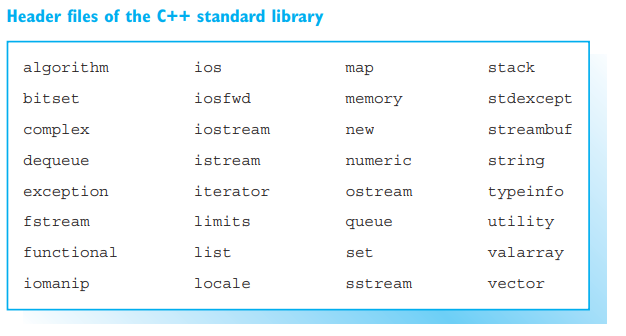 Header files of the C++ standard library
algorithm ios map stack
bitset iosfwd memory stdexcept
complex iostream new streambuf
dequeue istream numeric string
exception iterator ostream typeinfo
fstream limits queue utility
functional list set valarray
iomanip locale sstream vector